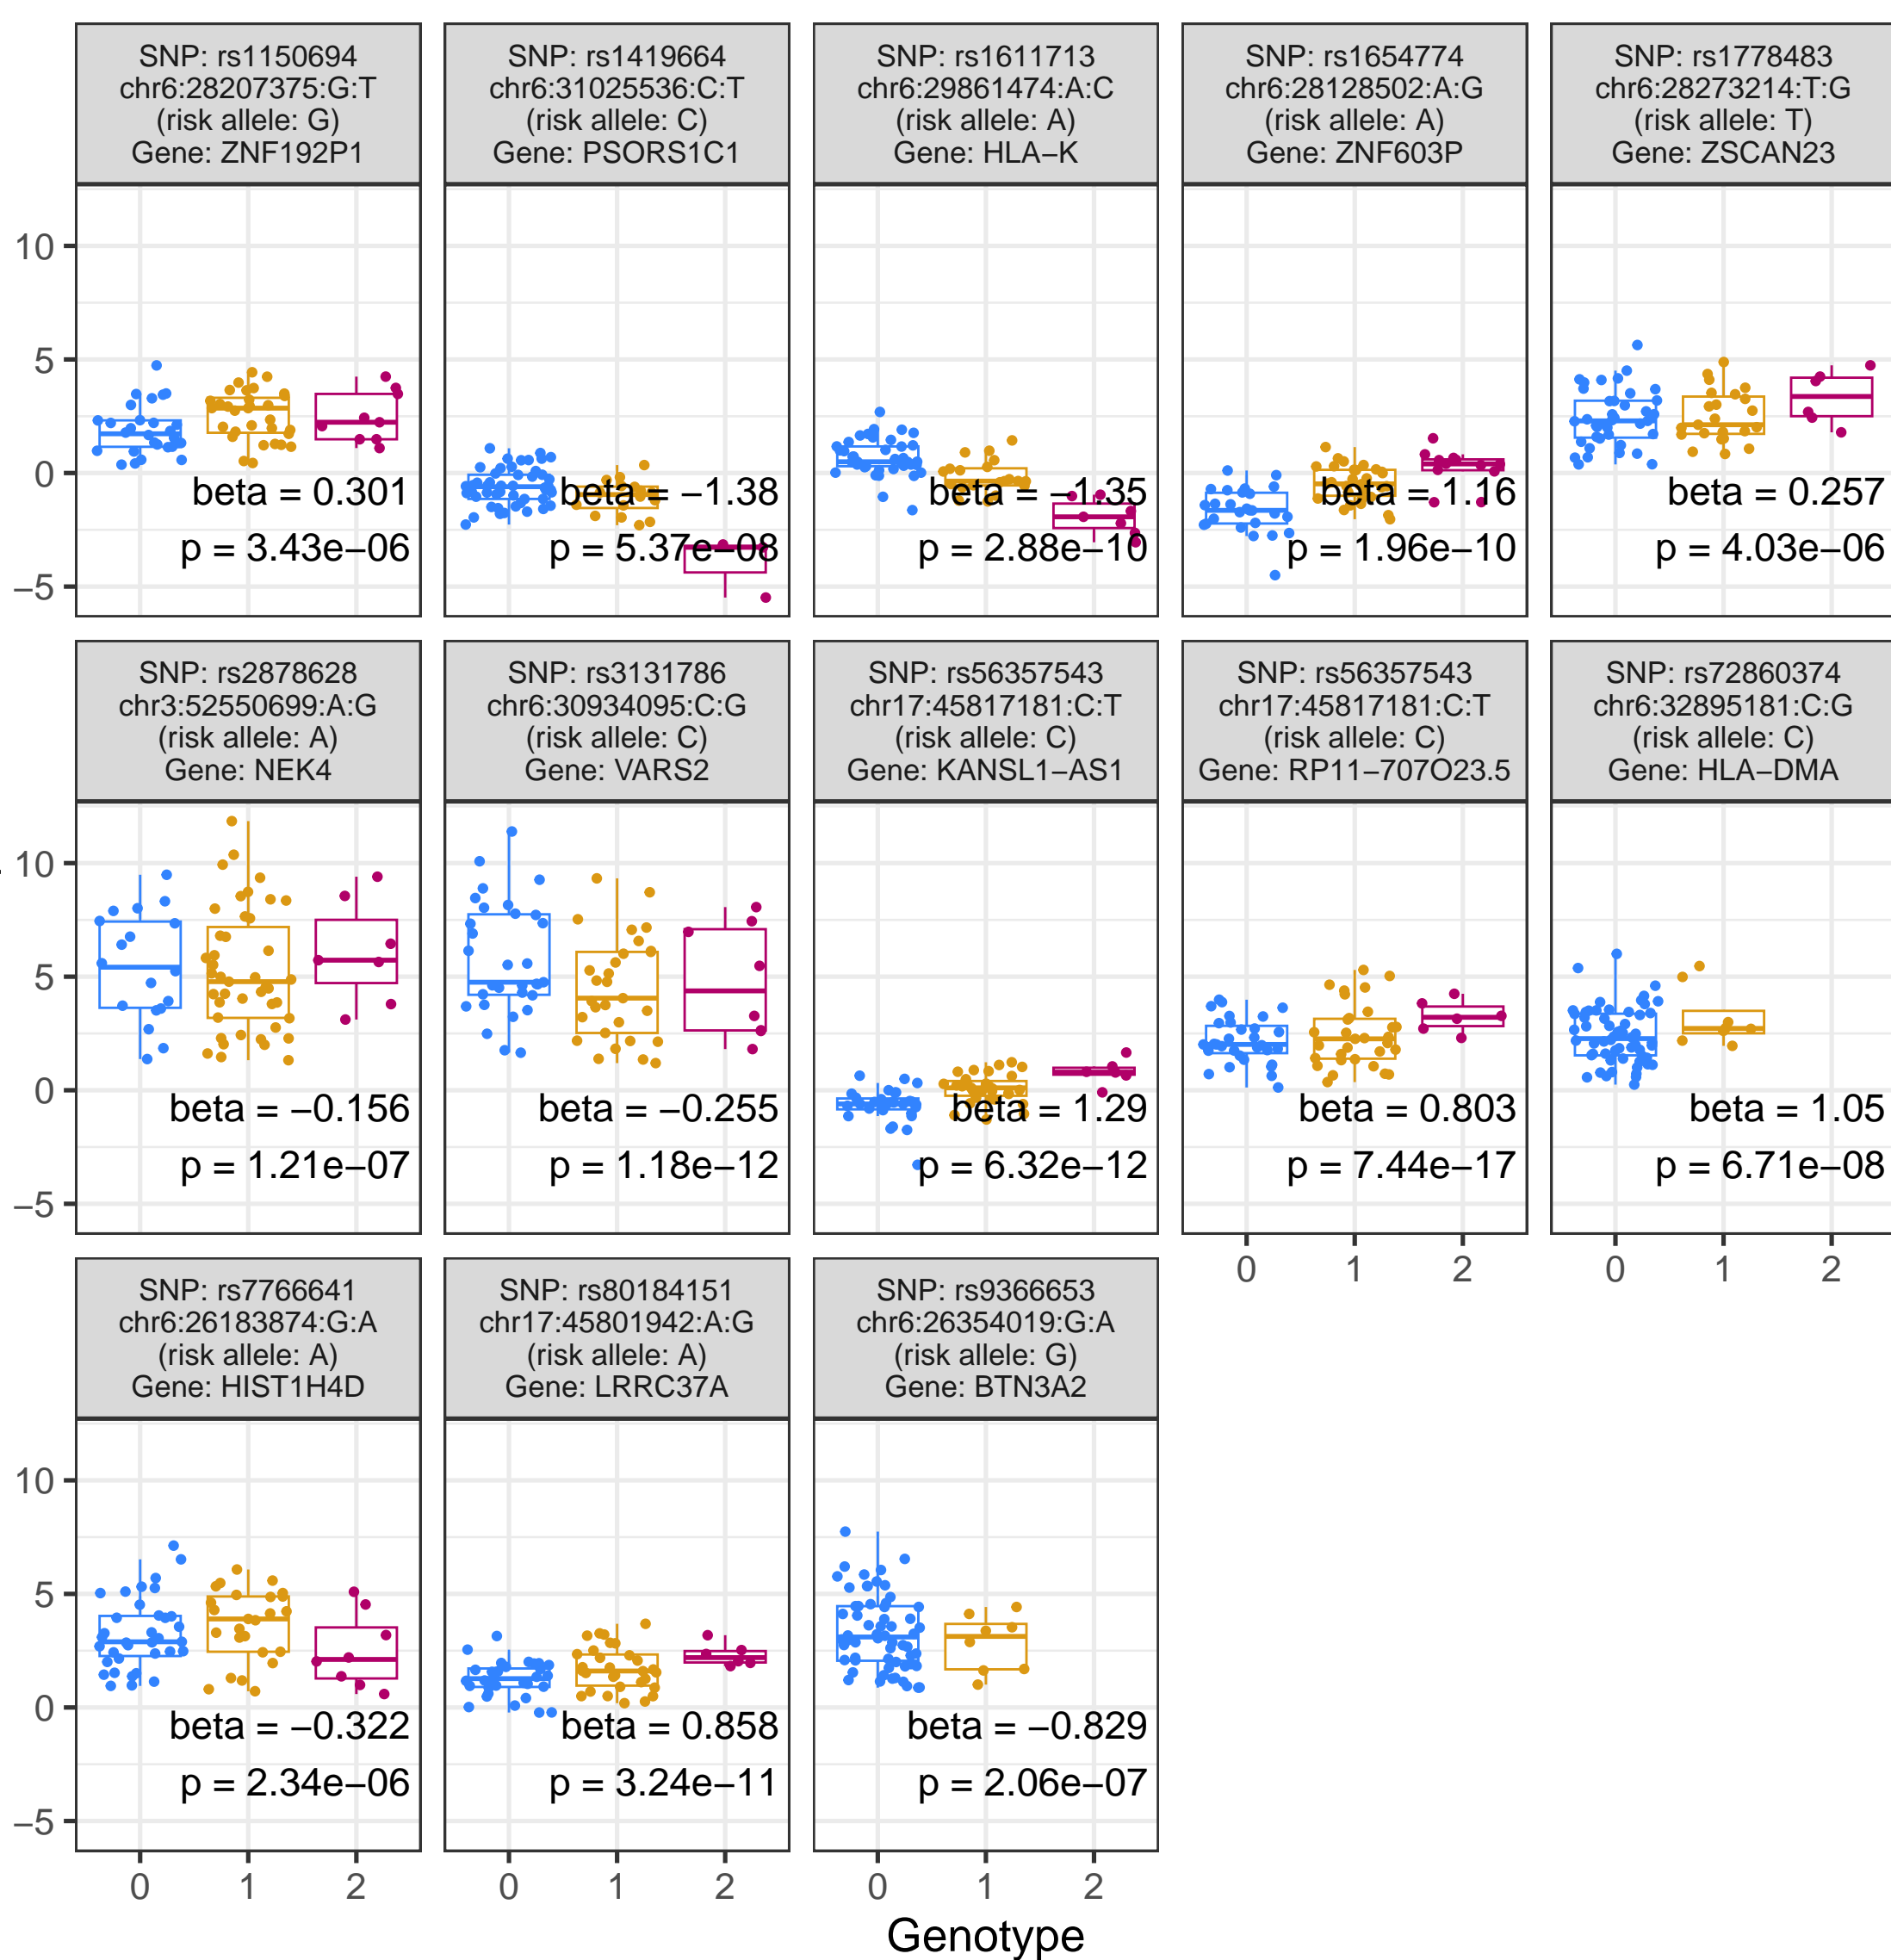 SNP: rs1150694
chr6:28207375:G:T
(risk allele: G)
Gene: ZNF192P1
SNP: rs1419664
chr6:31025536:C:T
(risk allele: C)
Gene: PSORS1C1
SNP: rs1611713
chr6:29861474:A:C
(risk allele: A)
Gene: HLA−K
SNP: rs1654774
chr6:28128502:A:G
(risk allele: A)
Gene: ZNF603P
SNP: rs1778483
chr6:28273214:T:G
(risk allele: T)
Gene: ZSCAN23
10
5
0
−5
beta = 0.301
p = 3.43e−06
beta = −1.38
p = 5.37e−08
beta = −1.35
p = 2.88e−10
beta = 1.16
p = 1.96e−10
beta = 0.257
p = 4.03e−06
SNP: rs2878628
chr3:52550699:A:G
(risk allele: A)
Gene: NEK4
SNP: rs3131786
chr6:30934095:C:G
(risk allele: C)
Gene: VARS2
SNP: rs56357543
chr17:45817181:C:T
(risk allele: C)
Gene: KANSL1−AS1
SNP: rs56357543
chr17:45817181:C:T
(risk allele: C)
Gene: RP11−707O23.5
SNP: rs72860374
chr6:32895181:C:G
(risk allele: C)
Gene: HLA−DMA
10
5
0
−5
beta = −0.156
p = 1.21e−07
beta = −0.255
p = 1.18e−12
beta = 1.29
p = 6.32e−12
beta = 0.803
p = 7.44e−17
beta = 1.05
p = 6.71e−08
0 1 2
0 1 2
SNP: rs7766641
chr6:26183874:G:A
(risk allele: A)
Gene: HIST1H4D
SNP: rs80184151
chr17:45801942:A:G
(risk allele: A)
Gene: LRRC37A
SNP: rs9366653
chr6:26354019:G:A
(risk allele: G)
Gene: BTN3A2
10
5
0
−5
beta = −0.322
p = 2.34e−06
beta = 0.858
p = 3.24e−11
beta = −0.829
p = 2.06e−07
0 1 2
0 1 2
0 1 2
Genotype